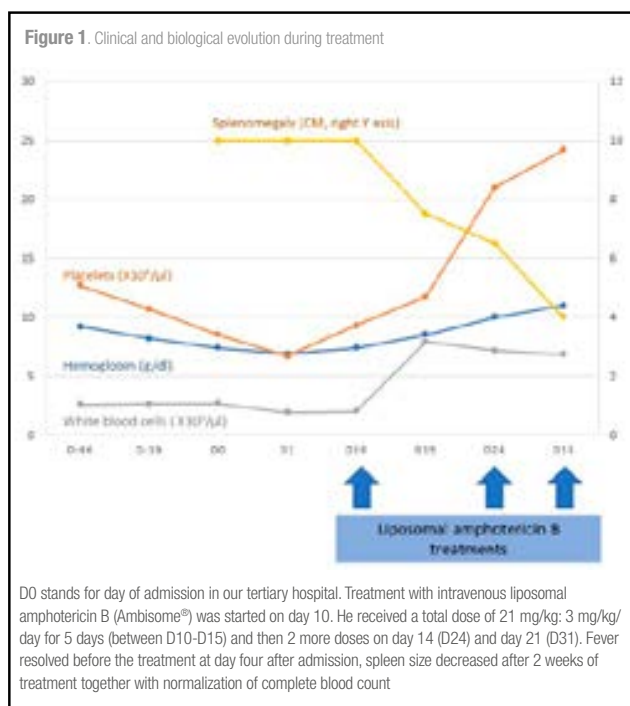 Figure 1. Clinical and biological evolution during treatment
30
12
Splenomegaly (CM, right Y axis)
25
10
20
8
15
6
Platelets (
10
4
Hemoglobin (g/dl)
5
2
White blood cells (
0
0
D0
D24
Liposomal amphotericin B
treatments
D0 stands for day of admission in our tertiary hospital. Treatment with intravenous liposomal
amphotericin B (Ambisome®) was started on day 10. He received a total dose of 21 mg/kg: 3 mg/kg/
day for 5 days (between D10-D15) and then 2 more doses on day 14 (D24) and day 21 (D31). Fever
resolved before the treatment at day four after admission, spleen size decreased after 2 weeks of
treatment together with normalization of complete blood count